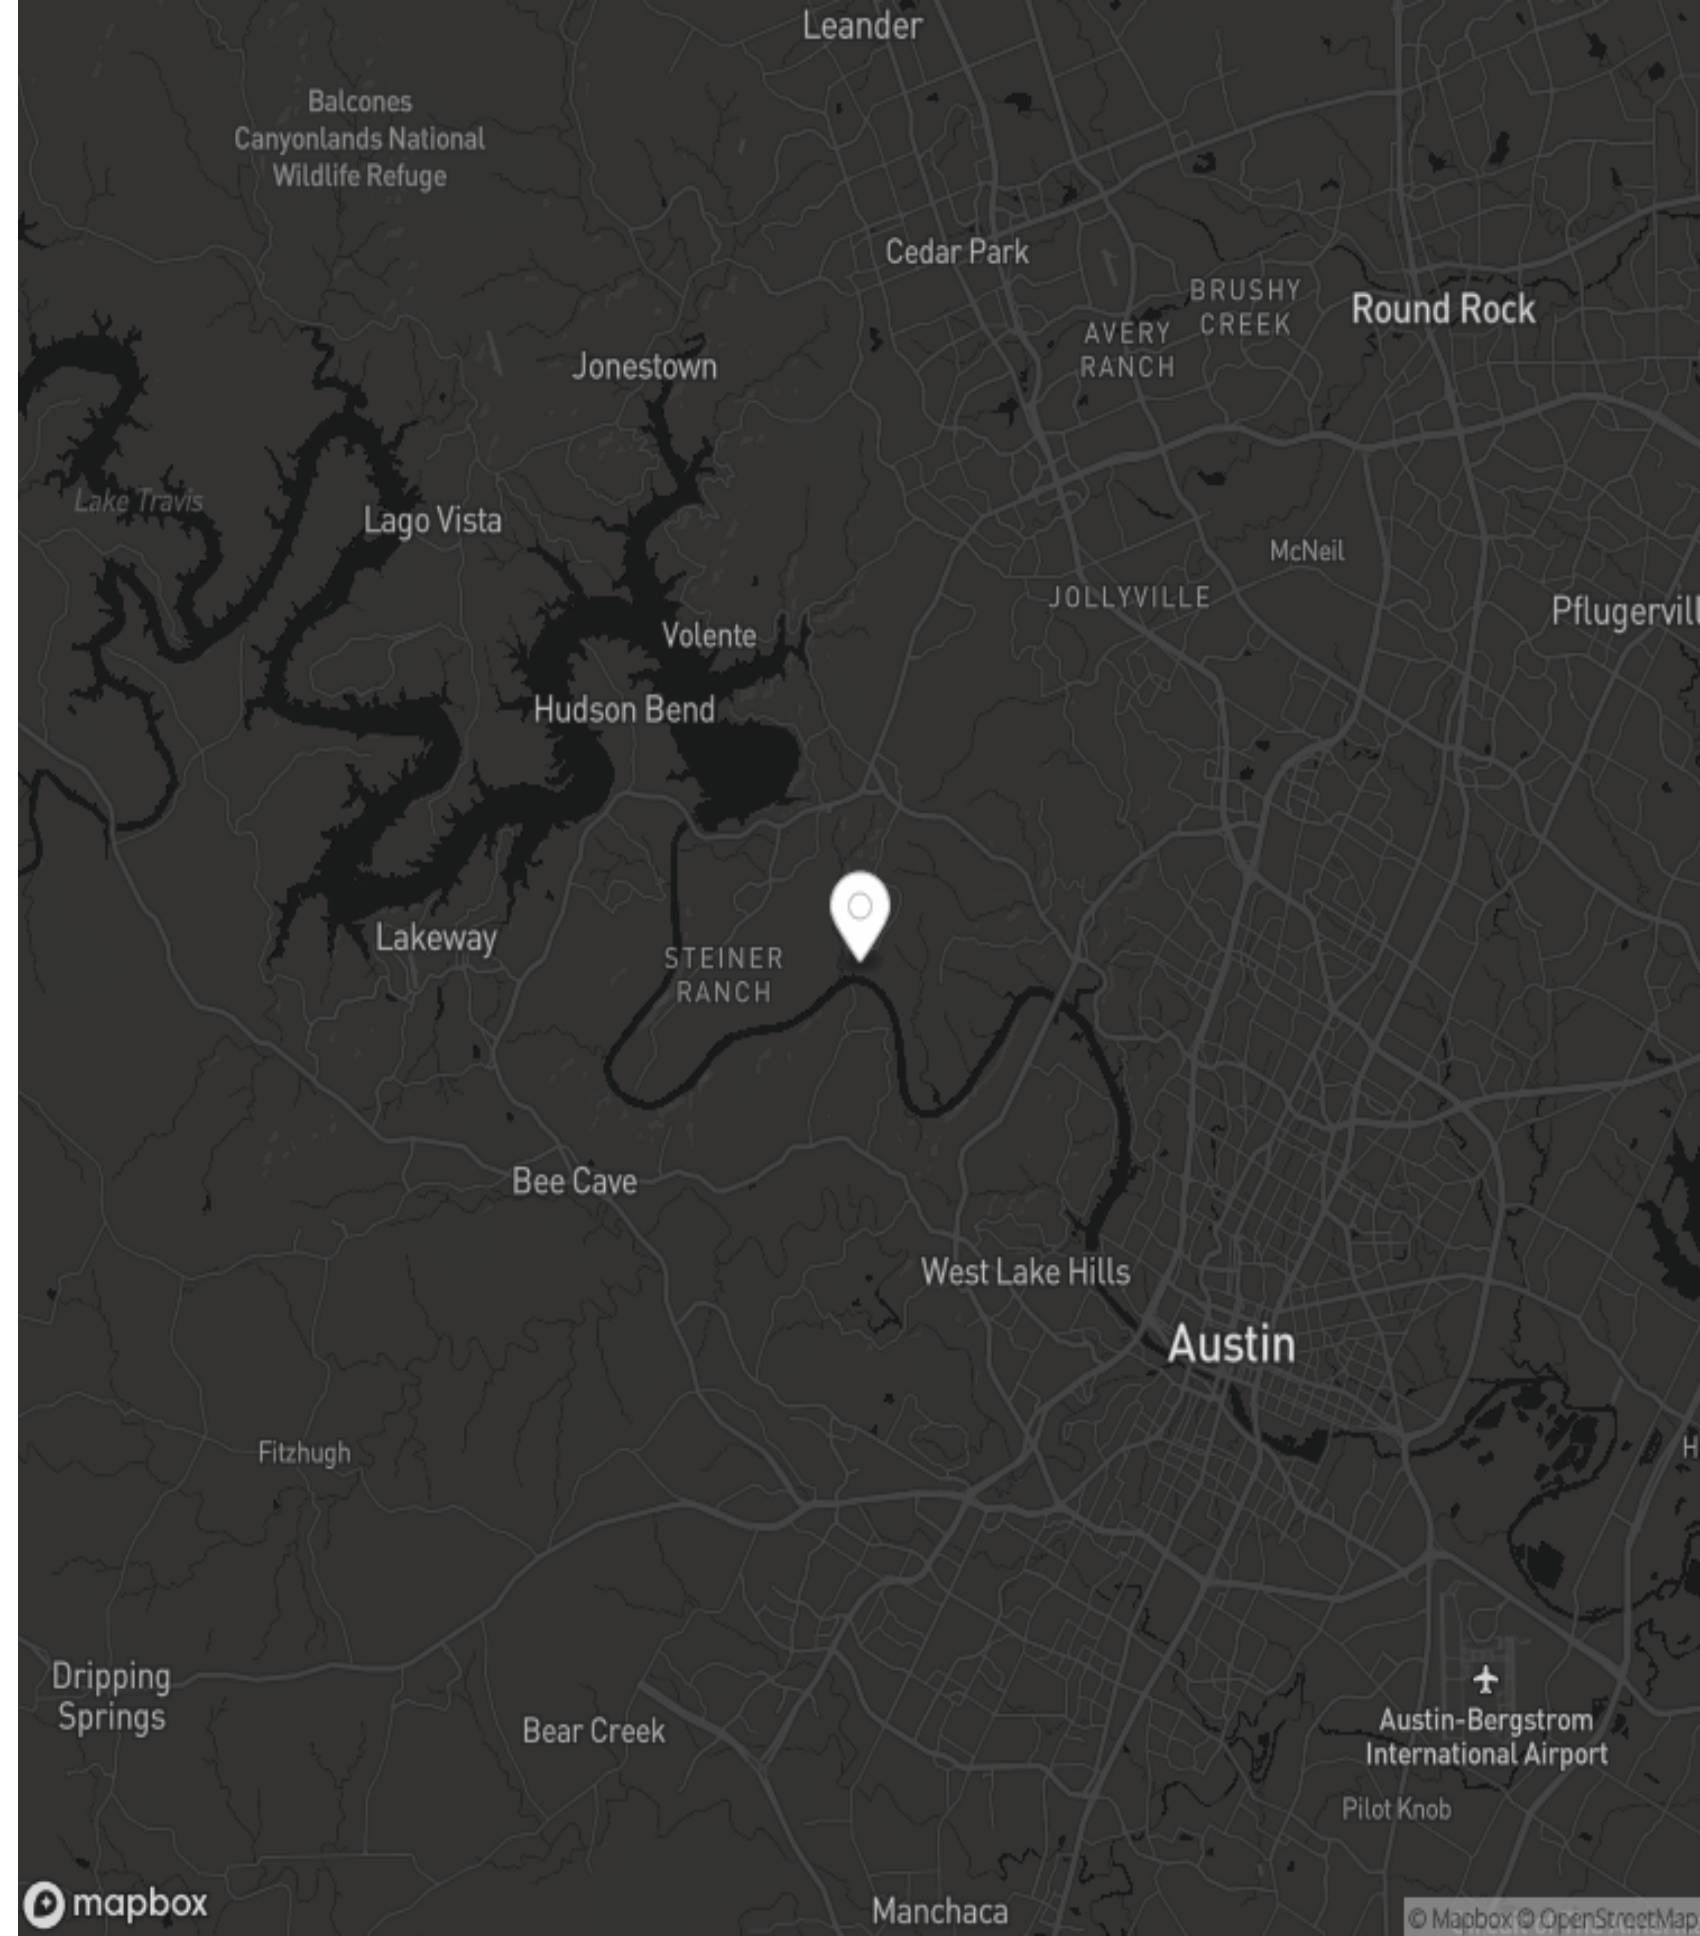 Leander
Balcones
Canyonlands National
Wildlife Refuge
Cedar Park
BRUSHY
CREEK
Round Rock
AVERY
RANCH
Jonestown
Lake Travis
Lago Vista
McNeil
JOLLYVILLE
Pflugervill
Volente
Hudson Bend
Lakeway
STEINER
RANCH
Bee Cave
West Lake Hills
Austin
Fitzhugh
H
Dripping
Springs
Bear Creek
Austin-Bergstrom
International Airport
Pilot Knob
mapbox
Manchaca
© Mapbox © OpenStreetMap